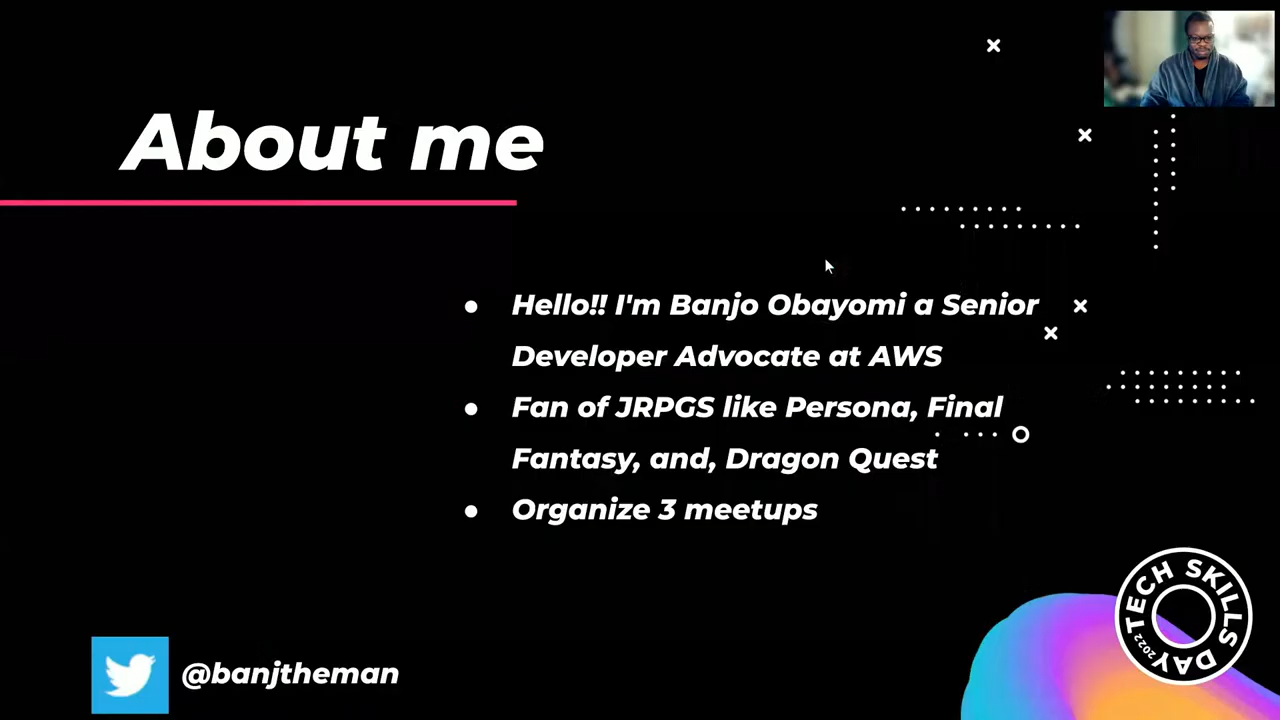 About me
Hello!! I'm Banjo Obayomi a Senior
Developer Advocate at AWS
Fan of JRPGS like Persona, Final
Fantasy, and, Dragon Quest
Organize 3 meetups
@banjtheman
TECH SKILLS DAY 2022